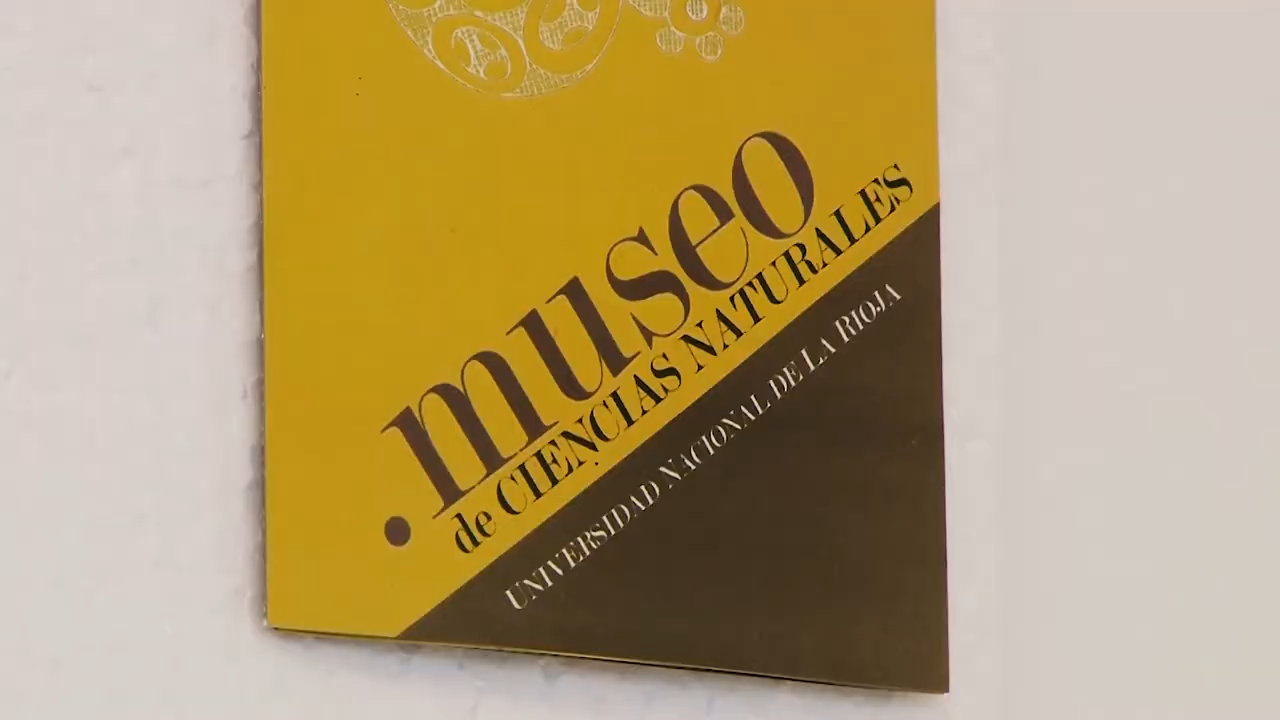 .museo
de CIENCIAS NATURALES
UNIVERSIDAD NACIONAL DE LA RIOJA